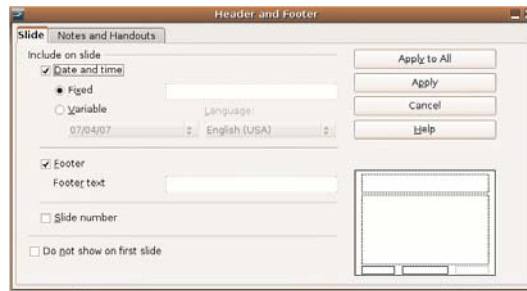 Header and Footer
Slide Notes and Handouts
Include on slide
Date and time
Fixed
Variable
Language:
07/04/07 English (USA)
Footer
Footer text
Slide number
Do not show on first slide
Apply to All
Apply
Cancel
Help